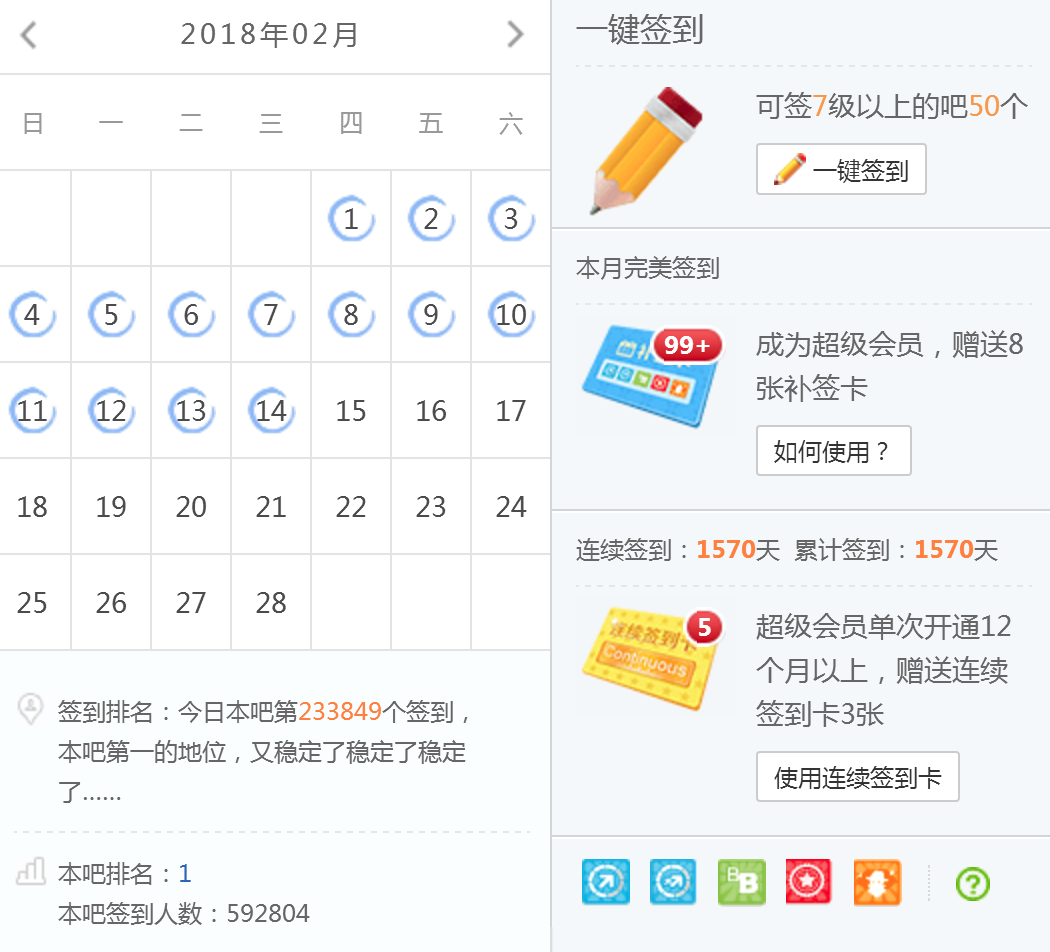 2018年02月
日 一 二 三 四 五 六
1 2 3
4 5 6 7 8 9 10
11 12 13 14 15 16 17
18 19 20 21 22 23 24
25 26 27 28
签到排名：今日本吧第233849个签到，
本吧第一的地位，又稳定了稳定了稳定
了......
本吧排名：1
本吧签到人数：592804
一键签到
可签7级以上的吧50个
一键签到
本月完美签到
补
99+
成为超级会员，赠送8
张补签卡
如何使用？
连续签到：1570天 累计签到：1570天
连续签到卡
5
Continuous
超级会员单次开通12
个月以上，赠送连续
签到卡3张
使用连续签到卡
BB
?